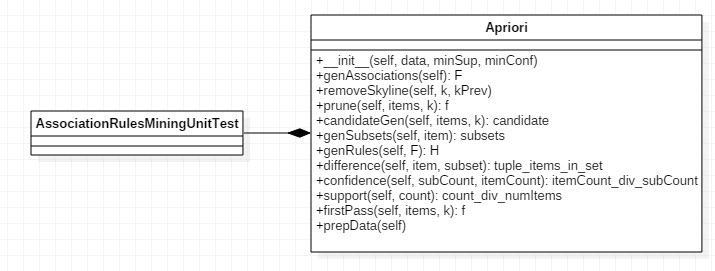 Apriori
+__init__(self, data, minSup, minConf)
+genAssociations(self): F
+removeSkyline(self, k, kPrev)
+prune(self, items, k): f
+candidateGen(self, items, k): candidate
+genSubsets(self, item): subsets
+genRules(self, F): H
+difference(self, item, subset): tuple_items_in_set
+confidence(self, subCount, itemCount): itemCount_div_subCount
+support(self, count): count_div_numItems
+firstPass(self, items, k): f
+prepData(self)
AssociationRulesMiningUnitTest